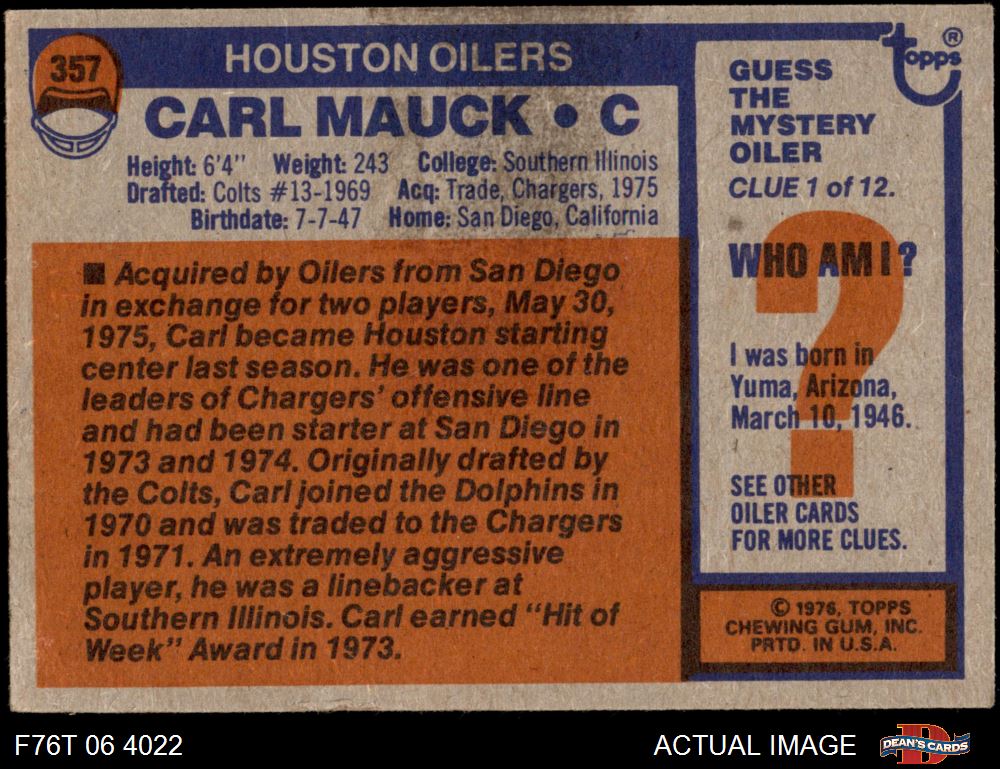 357
HOUSTON OILERS
CARL MAUCK • C
Height: 6'4" Weight: 243 College: Southern Illinois
Drafted: Colts #13-1969 Acq: Trade, Chargers, 1975
Birthdate: 7-7-47 Home: San Diego, California
■ Acquired by Oilers from San Diego
in exchange for two players, May 30,
1975, Carl became Houston starting
center last season. He was one of the
leaders of Chargers' offensive line
and had been starter at San Diego in
1973 and 1974. Originally drafted by
the Colts, Carl joined the Dolphins in
1970 and was traded to the Chargers
in 1971. An extremely aggressive
player, he was a linebacker at
Southern Illinois. Carl earned "Hit of
Week" Award in 1973.
topps®
GUESS
THE
MYSTERY
OILER
CLUE 1 of 12.
WHO AM I?
?
I was born in
Yuma, Arizona,
March 10, 1946.
SEE OTHER
OILER CARDS
FOR MORE CLUES.
© 1976, TOPPS
CHEWING GUM, INC.
PRTD. IN U.S.A.
F76T 06 4022
ACTUAL IMAGE
DEAN'S CARDS